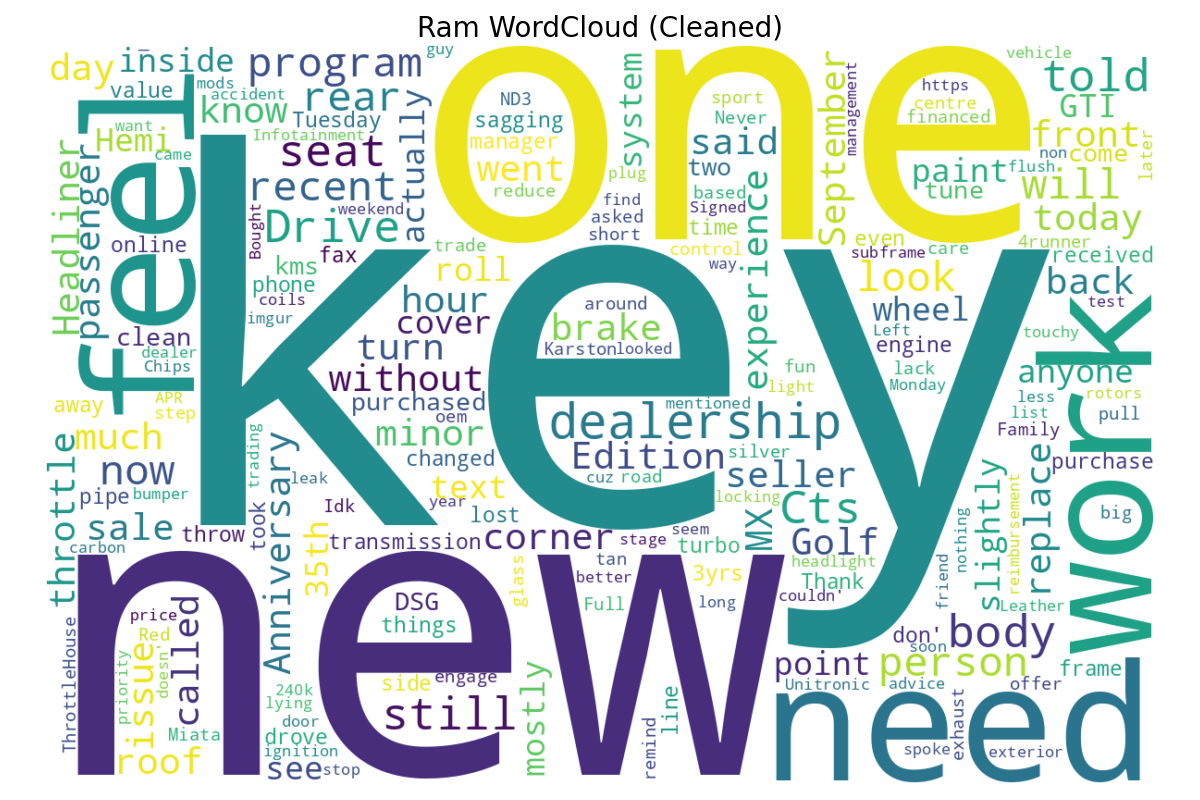 Ram WordCloud (Cleaned)
key
one
new
feel
work
need
day
inside
program
value
mods
accident
know
rear
Tuesday
want
Hemi
came
Infotainment
seat
recent
actually
Headliner
passenger
online
Bought
weekend
Drive
kms
fax
phone
coils
imgur
clean
dealer
Chips
guy
ND3
sagging
manager
went
reduce
plug
system
find
asked
short
trade
roll
hour
cover
turn
without
purchased
oem
minor
changed
text
year
lost
around
brake
Karston
looked
sport
Never
said
two
based
Signed
time
control
way
experience
September
management
https
centre
financed
vehicle
told
GTI
front
non
come
later
paint
flush
tune
will
today
even
care
4runner
subframe
received
look
back
test
wheel
Left
engine
touchy
fun
light
lack
Monday
anyone
less
rotors
list
pull
Family
purchase
mentioned
dealership
Edition
silver
cuz
road
seller
locking
Cts
MX
Golf
away
APR
step
much
throttle
now
pipe
bumper
trading
leak
Anniversary
sale
took
Idk
35th
throw
carbon
transmission
corner
stage
seem
turbo
headlight
glass
tan
better
3yrs
Thank
Full
long
couldn'
slightly
replace
reimbursement
big
nothing
friend
Leather
don'
soon
body
DSG
things
price
Red
ThrottleHouse
priority
issue
doesn'
called
Miata
roof
240k
lying
door
drove
ignition
see
stop
side
engage
still
mostly
line
remind
point
person
frame
Unitronic
advice
offer
spoke
exhaust
exterior